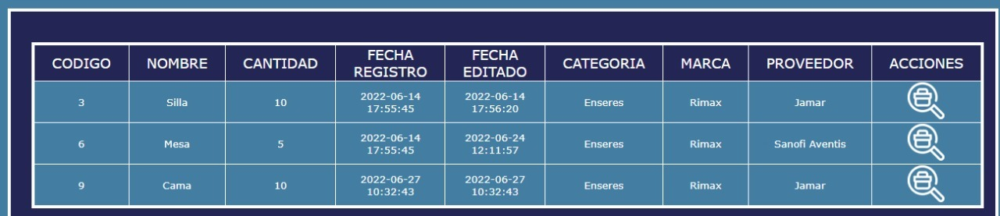 CODIGO NOMBRE CANTIDAD FECHA REGISTRO FECHA EDITADO CATEGORIA MARCA PROVEEDOR ACCIONES
3 Silla 10 2022-06-14 17:55:45 2022-06-14 17:56:20 Enseres Rimax Jamar
6 Mesa 5 2022-06-14 17:55:45 2022-06-24 12:11:57 Enseres Rimax Sanofi Aventis
9 Cama 10 2022-06-27 10:32:43 2022-06-27 10:32:43 Enseres Rimax Jamar